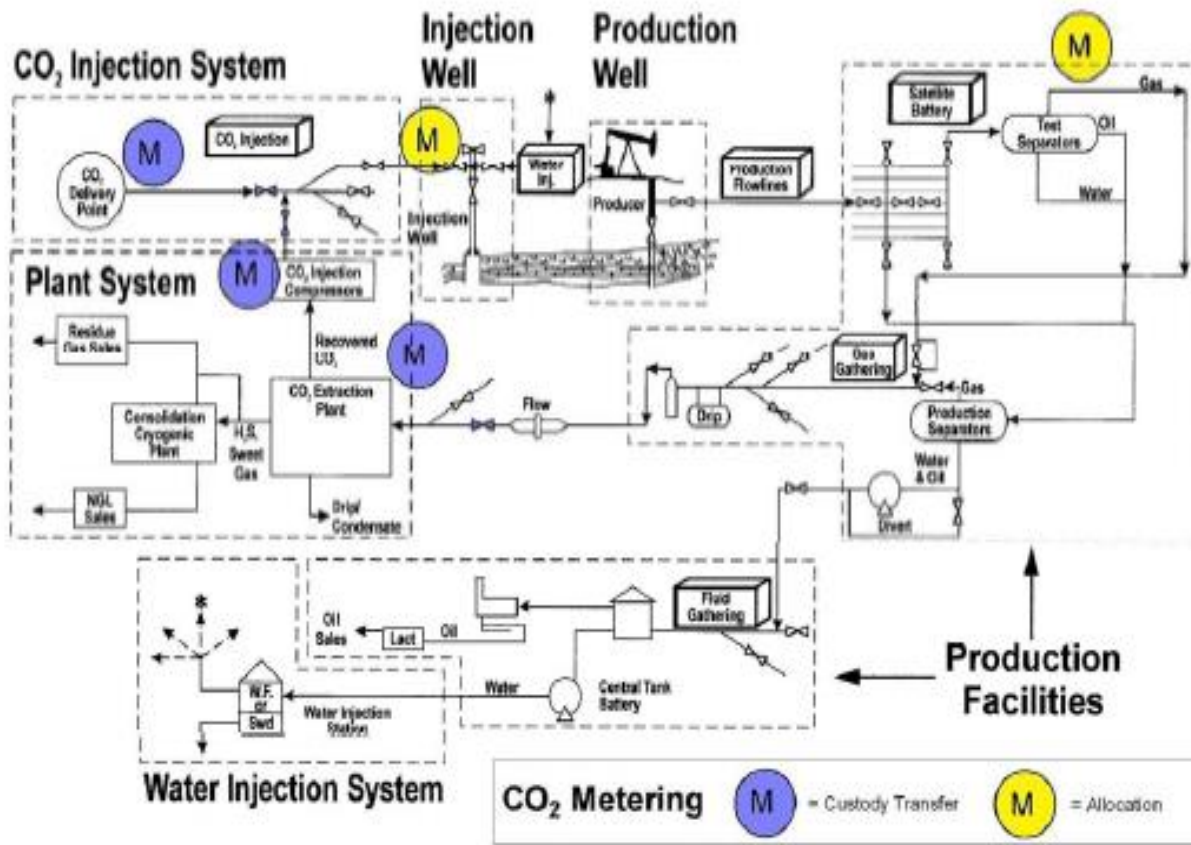 CO₂ Injection System
Injection
Well
Production
Well
M
Gas
Satellite
Battery
Test
Separators
Oil
Water
M
CO₂ Injection
M
CO₂
Delivery
Point
Water
Inj.
Injection
Well
Producer
Production
Flowlines
Plant System
M
CO₂ Injection
Compressors
Residue
Gas Sales
Recovered
CO₂
M
CO₂ Extraction
Plant
Consolidation
Cryogenic
Plant
H₂S,
Sweet
Gas
NGL
Sales
Drip/
Condensate
Flow
Drip
Gas
Gathering
Gas
Production
Separators
Water
& Oil
Divert
Fluid
Gathering
Oil
Sales
Lact
Oil
Central Tank
Battery
Water
Water Injection
Station
W.F.
or
Swd
Production
Facilities
Water Injection System
CO₂ Metering
M = Custody Transfer
M = Allocation